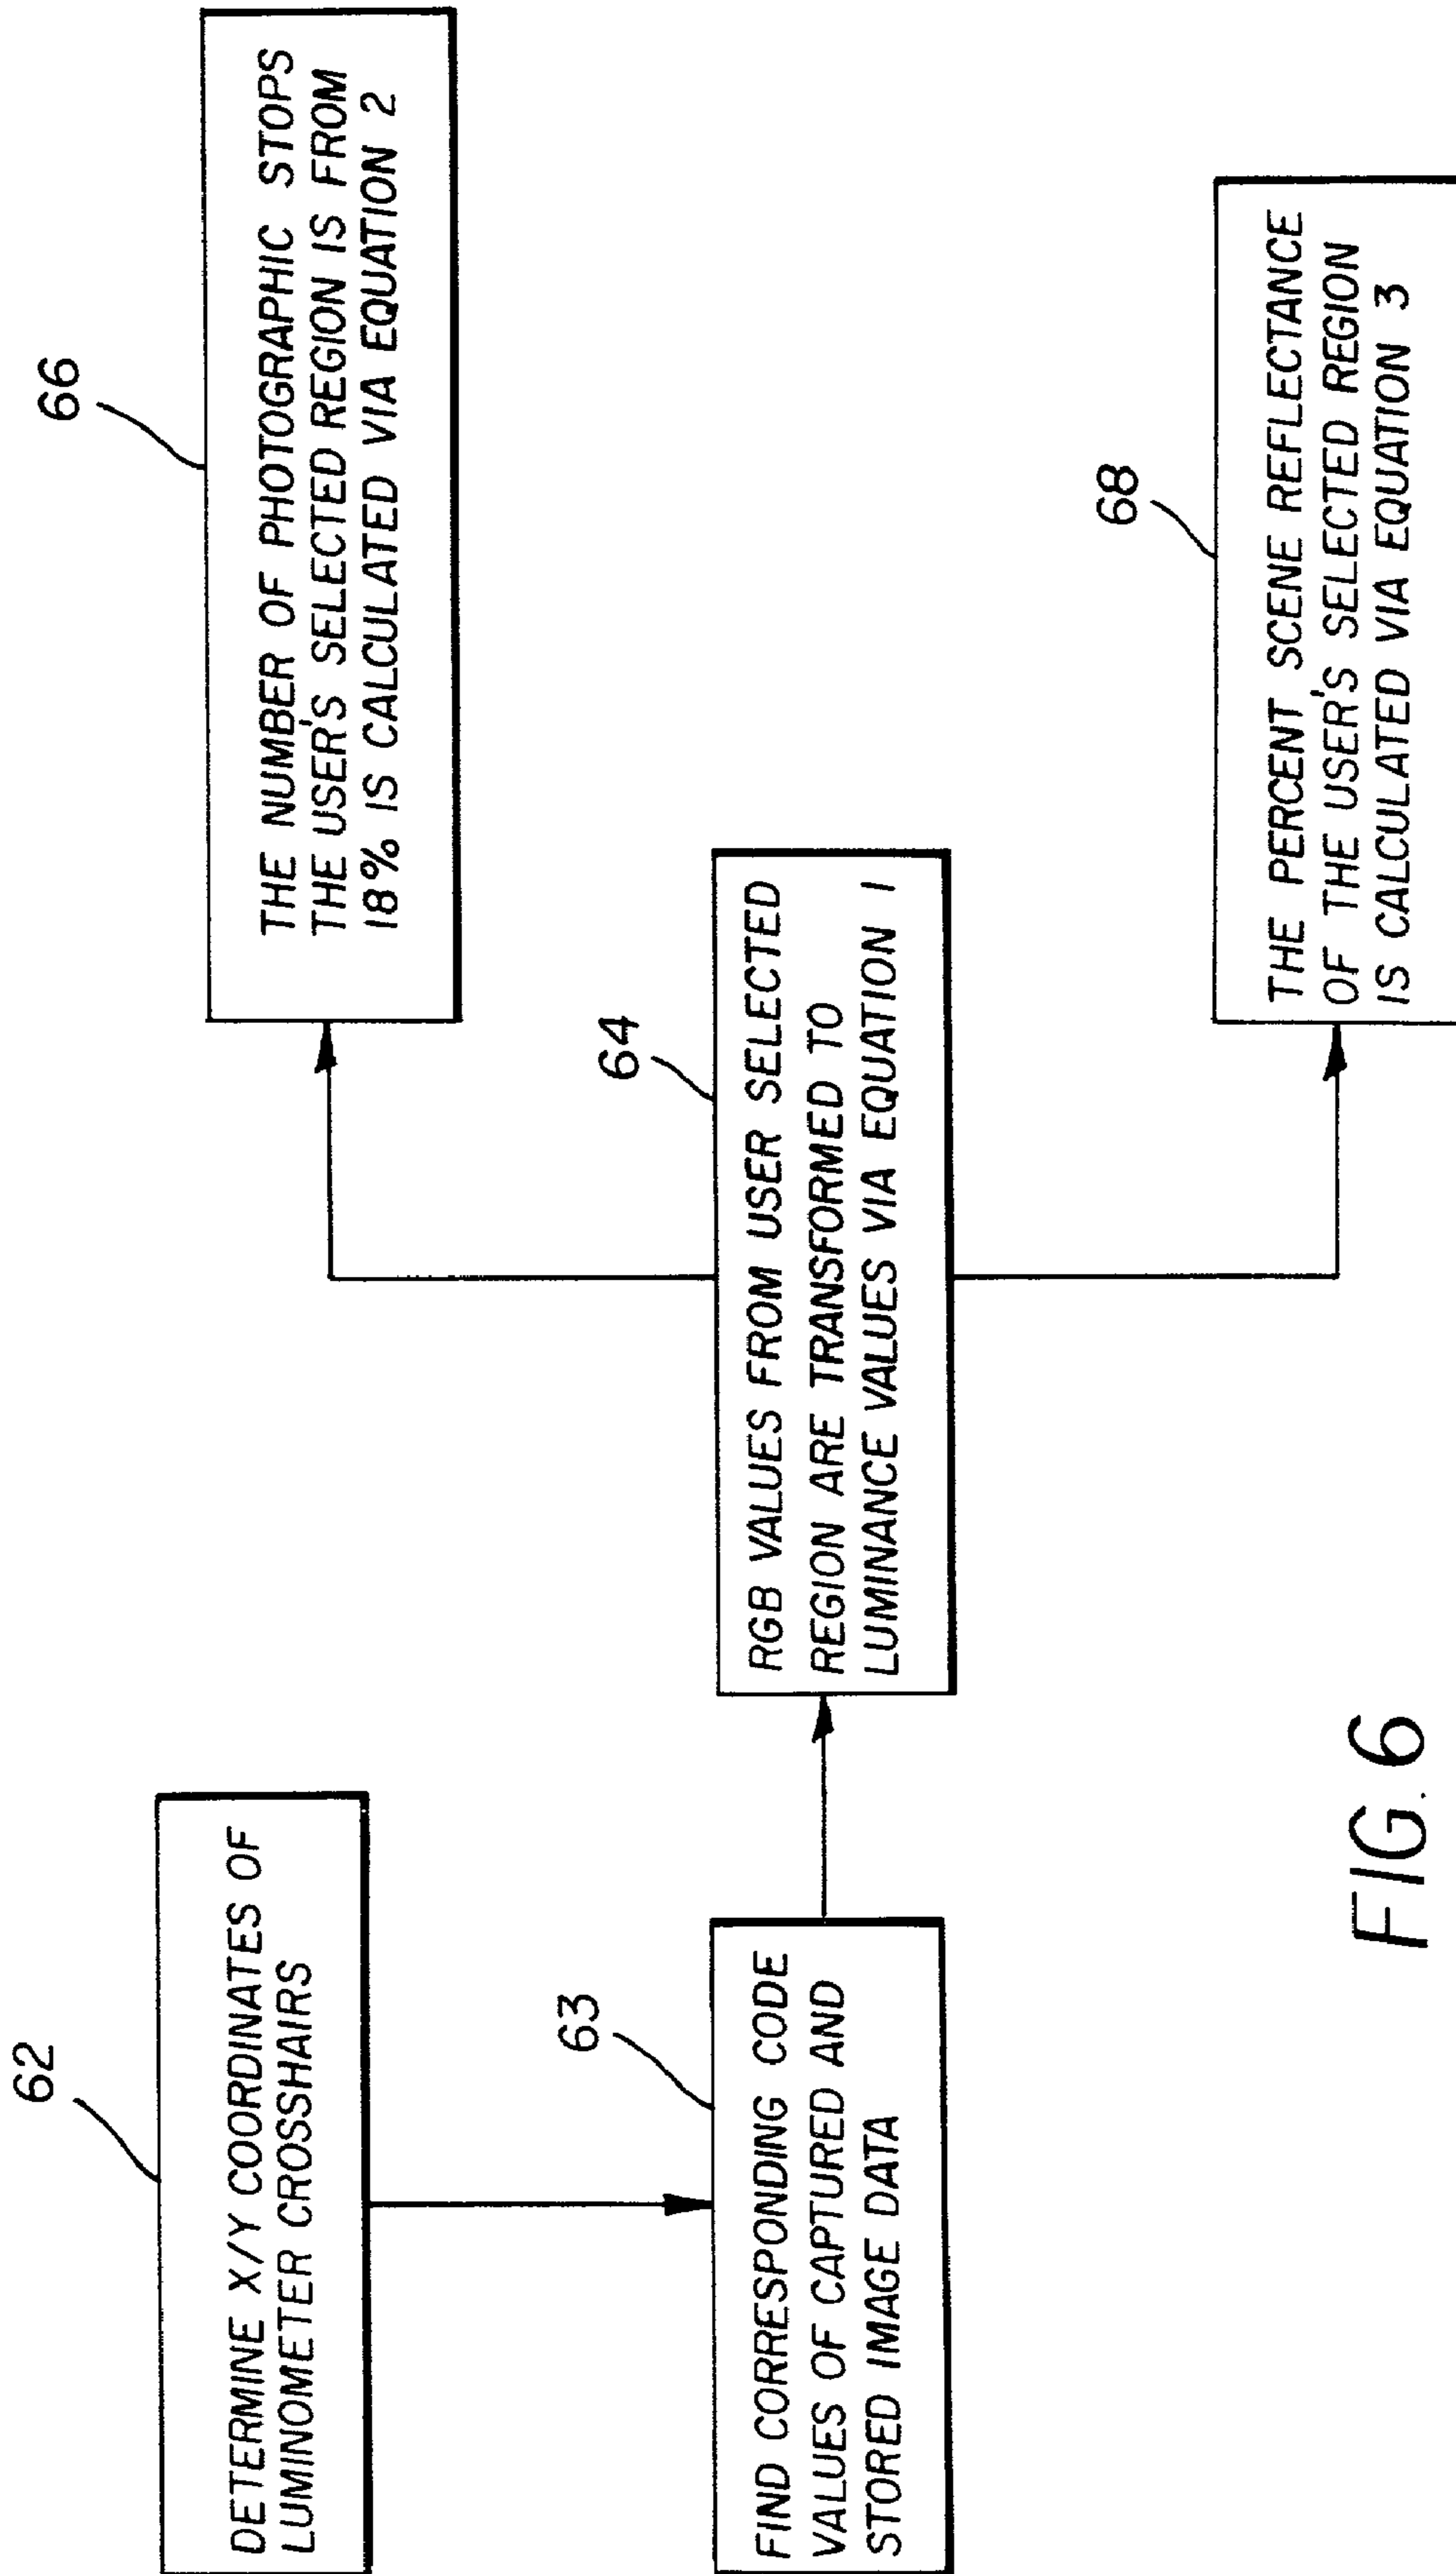 62
DETERMINE X/Y COORDINATES OF
LUMINOMETER CROSSHAIRS
63
FIND CORRESPONDING CODE
VALUES OF CAPTURED AND
STORED IMAGE DATA
64
RGB VALUES FROM USER SELECTED
REGION ARE TRANSFORMED TO
LUMINANCE VALUES VIA EQUATION 1
66
THE NUMBER OF PHOTOGRAPHIC STOPS
THE USER'S SELECTED REGION IS FROM
18% IS CALCULATED VIA EQUATION 2
68
THE PERCENT SCENE REFLECTANCE
OF THE USER'S SELECTED REGION
IS CALCULATED VIA EQUATION 3
FIG. 6